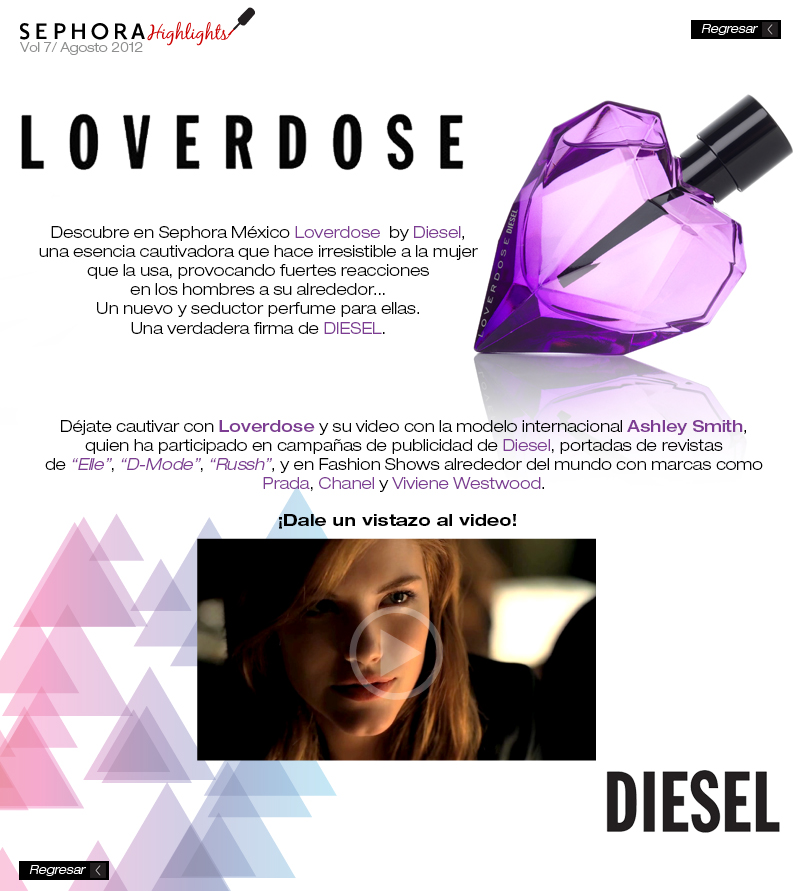 SEPHORA Highlights
Vol 7/ Agosto 2012
Regresar
LOVERDOSE
Descubre en Sephora México Loverdose by Diesel,
una esencia cautivadora que hace irresistible a la mujer
que la usa, provocando fuertes reacciones
en los hombres a su alrededor...
Un nuevo y seductor perfume para ellas.
Una verdadera firma de DIESEL.
LOVERDOSE DIESEL
Déjate cautivar con Loverdose y su video con la modelo internacional Ashley Smith,
quien ha participado en campañas de publicidad de Diesel, portadas de revistas
de “Elle”, “D-Mode”, “Russh”, y en Fashion Shows alrededor del mundo con marcas como
Prada, Chanel y Viviene Westwood.
¡Dale un vistazo al video!
DIESEL
Regresar